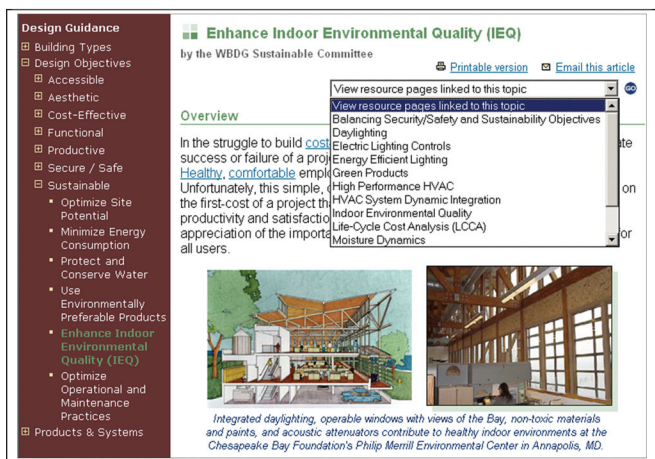 Design Guidance
Building Types
Design Objectives
Accessible
Aesthetic
Cost-Effective
Functional
Productive
Secure / Safe
Sustainable
Optimize Site
Potential
Minimize Energy
Consumption
Protect and
Conserve Water
Use
Environmentally
Preferable Products
Enhance Indoor
Environmental
Quality (IEQ)
Optimize
Operational and
Maintenance
Practices
Products & Systems
Enhance Indoor Environmental Quality (IEQ)
by the WBDG Sustainable Committee
Printable version Email this article
View resource pages linked to this topic GO
View resource pages linked to this topic
Balancing Security/Safety and Sustainability Objectives
Daylighting
Electric Lighting Controls
Energy Efficient Lighting
Green Products
High Performance HVAC
HVAC System Dynamic Integration
Indoor Environmental Quality
Life-Cycle Cost Analysis (LCCA)
Moisture Dynamics
Overview
In the struggle to build cost
success or failure of a proj
Healthy, comfortable empl
Unfortunately, this simple, on
the first-cost of a project th
productivity and satisfactio
appreciation of the importa for
all users.
Integrated daylighting, operable windows with views of the Bay, non-toxic materials
and paints, and acoustic attenuators contribute to healthy indoor environments at the
Chesapeake Bay Foundation's Philip Merrill Environmental Center in Annapolis, MD.